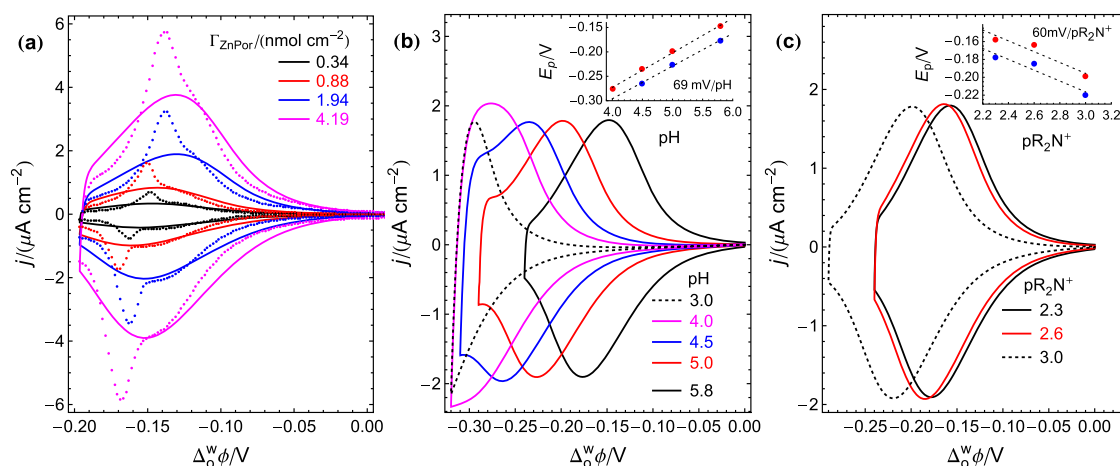 (a)
Γ_ZnPor/(nmol cm⁻²)
0.34
0.88
1.94
4.19
6
4
2
0
−2
−4
−6
j/(μA cm⁻²)
−0.20 −0.15 −0.10 −0.05 0.00
Δ_o^w ϕ/V
(b)
E_p/V
−0.15
−0.20
−0.25
−0.30
69 mV/pH
4.0 4.5 5.0 5.5 6.0
pH
3
2
1
0
−1
−2
j/(μA cm⁻²)
pH
3.0
4.0
4.5
5.0
5.8
−0.30 −0.25 −0.20 −0.15 −0.10 −0.05 0.00
Δ_o^w ϕ/V
(c)
E_p/V
−0.16
−0.18
−0.20
−0.22
60mV/pR₂N⁺
2.2 2.4 2.6 2.8 3.0 3.2
pR₂N⁺
2
1
0
−1
−2
j/(μA cm⁻²)
pR₂N⁺
2.3
2.6
3.0
−0.25 −0.20 −0.15 −0.10 −0.05 0.00
Δ_o^w ϕ/V